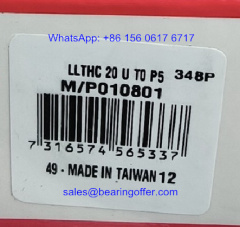 WhatsApp: +86 156 0617 6717
LLTHC 20 U T0 P5 348P
M/P010801
7 316574 565337
49 - MADE IN TAIWAN 12
sales@bearingoffer.com